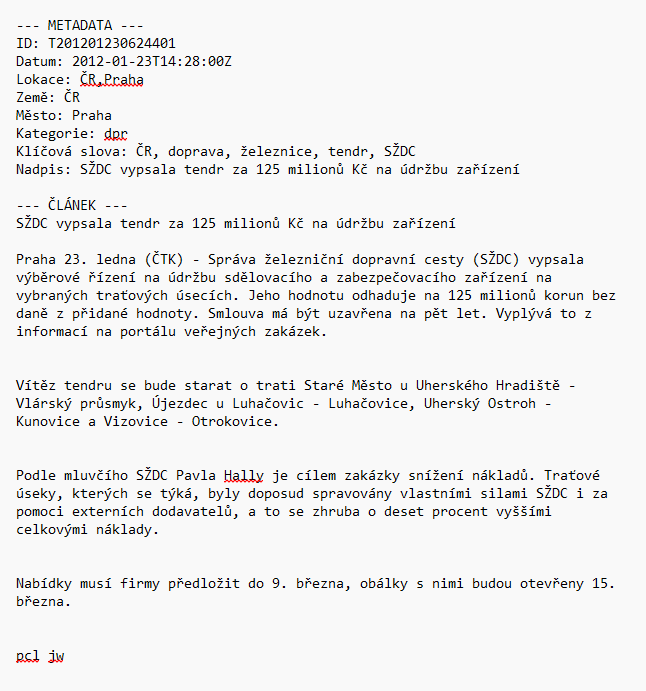 --- METADATA ---
ID: T201201230624401
Datum: 2012-01-23T14:28:00Z
Lokace: ČR,Praha
Země: ČR
Město: Praha
Kategorie: dpr
Klíčová slova: ČR, doprava, železnice, tendr, SŽDC
Nadpis: SŽDC vypsala tendr za 125 milionů Kč na údržbu zařízení
--- ČLÁNEK ---
SŽDC vypsala tendr za 125 milionů Kč na údržbu zařízení
Praha 23. ledna (ČTK) - Správa železniční dopravní cesty (SŽDC) vypsala
výběrové řízení na údržbu sdělovacího a zabezpečovacího zařízení na
vybraných traťových úsecích. Jeho hodnotu odhaduje na 125 milionů korun bez
daně z přidané hodnoty. Smlouva má být uzavřena na pět let. Vyplývá to z
informací na portálu veřejných zakázek.
Vítěz tendru se bude starat o trati Staré Město u Uherského Hradiště -
Vlárský průsmyk, Újezdec u Luhačovic - Luhačovice, Uherský Ostroh -
Kunovice a Vizovice - Otrokovice.
Podle mluvčího SŽDC Pavla Hally je cílem zakázky snížení nákladů. Traťové
úseky, kterých se týká, byly doposud spravovány vlastními silami SŽDC i za
pomoci externích dodavatelů, a to se zhruba o deset procent vyššími
celkovými náklady.
Nabídky musí firmy předložit do 9. března, obálky s nimi budou otevřeny 15.
března.
pcl jw